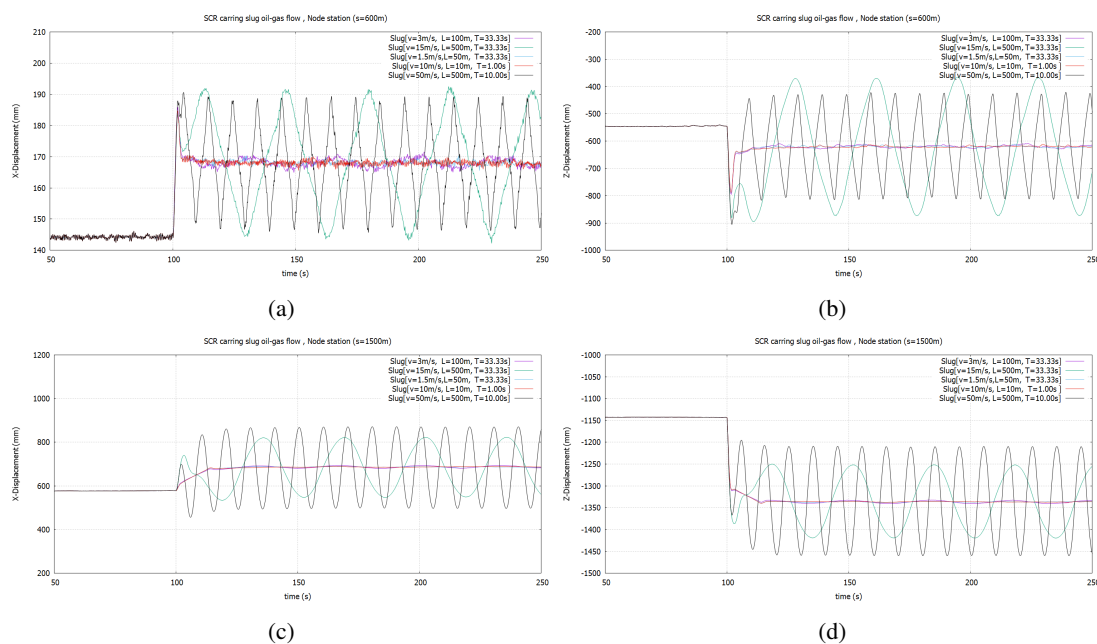 SCR carring slug oil-gas flow , Node station (s=600m)
X-Displacement (mm)
210
200
190
180
170
160
150
140
Slug[v=3m/s, L=100m, T=33.33s]
Slug[v=15m/s, L=500m, T=33.33s]
Slug[v=1.5m/s,L=50m, T=33.33s]
Slug[v=10m/s, L=10m, T=1.00s]
Slug[v=50m/s, L=500m, T=10.00s]
50 100 150 200 250
time (s)
(a)
SCR carring slug oil-gas flow , Node station (s=600m)
Z-Displacement (mm)
-200
-300
-400
-500
-600
-700
-800
-900
-1000
Slug[v=3m/s, L=100m, T=33.33s]
Slug[v=15m/s, L=500m, T=33.33s]
Slug[v=1.5m/s,L=50m, T=33.33s]
Slug[v=10m/s, L=10m, T=1.00s]
Slug[v=50m/s, L=500m, T=10.00s]
50 100 150 200 250
time (s)
(b)
SCR carring slug oil-gas flow , Node station (s=1500m)
X-Displacement (mm)
1200
1000
800
600
400
200
Slug[v=3m/s, L=100m, T=33.33s]
Slug[v=15m/s, L=500m, T=33.33s]
Slug[v=1.5m/s,L=50m, T=33.33s]
Slug[v=10m/s, L=10m, T=1.00s]
Slug[v=50m/s, L=500m, T=10.00s]
50 100 150 200 250
time (s)
(c)
SCR carring slug oil-gas flow , Node station (s=1500m)
Z-Displacement (mm)
-1000
-1050
-1100
-1150
-1200
-1250
-1300
-1350
-1400
-1450
-1500
Slug[v=3m/s, L=100m, T=33.33s]
Slug[v=15m/s, L=500m, T=33.33s]
Slug[v=1.5m/s,L=50m, T=33.33s]
Slug[v=10m/s, L=10m, T=1.00s]
Slug[v=50m/s, L=500m, T=10.00s]
50 100 150 200 250
time (s)
(d)